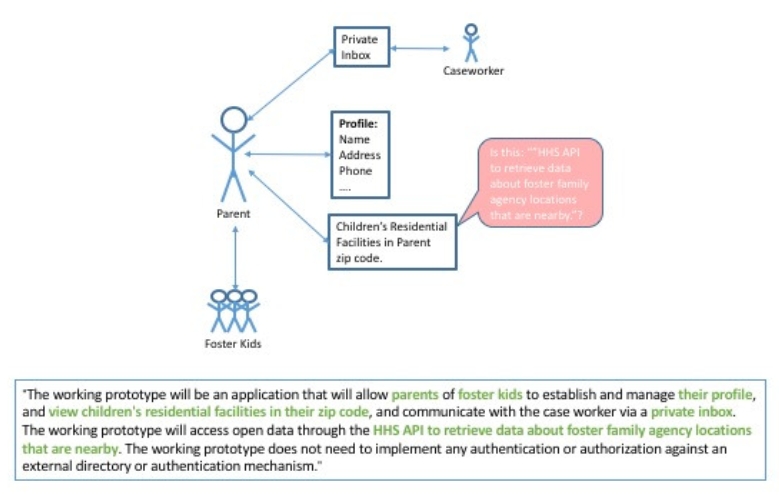 Private
Inbox
Caseworker
Profile:
Name
Address
Phone
....
Parent
Is this: ""HHS API
to retrieve data
about foster family
agency locations
that are nearby."?
Children's Residential
Facilities in Parent
zip code.
Foster Kids
"The working prototype will be an application that will allow parents of foster kids to establish and manage their profile,
and view children's residential facilities in their zip code, and communicate with the case worker via a private inbox.
The working prototype will access open data through the HHS API to retrieve data about foster family agency locations
that are nearby. The working prototype does not need to implement any authentication or authorization against an
external directory or authentication mechanism."